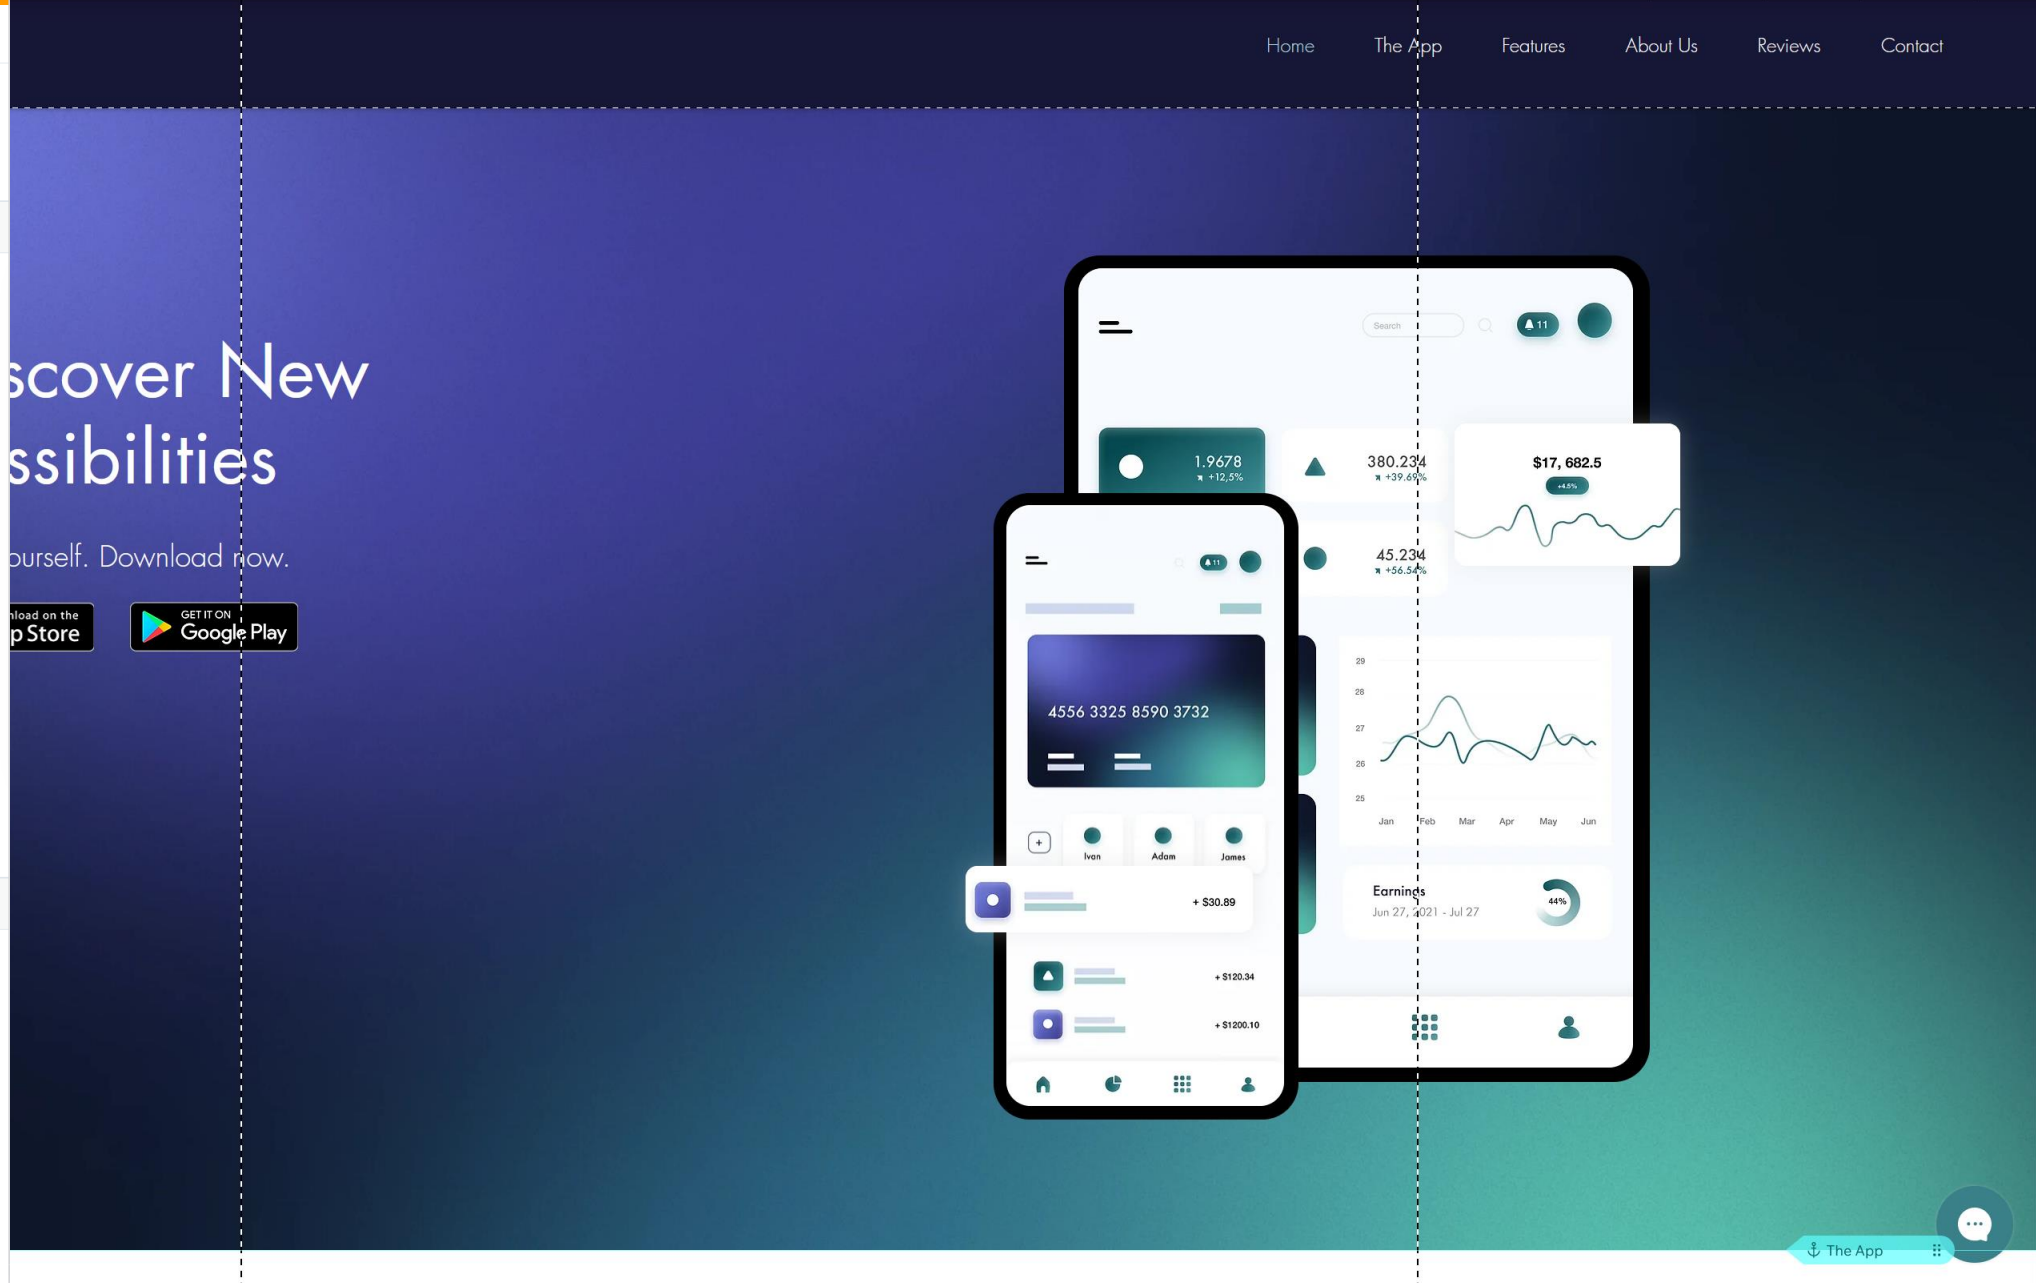 Home The App Features About Us Reviews Contact
scover New
ssibilities
ourself. Download now.
nload on the
p Store
GET IT ON
Google Play
Search
11
1.9678
+12,5%
380.234
+39.69%
$17, 682.5
+4.5%
45.234
+56.54%
11
4556 3325 8590 3732
+
Ivan Adam James
+ $30.89
+ $120.34
+ $1200.10
29
28
27
26
25
Jan Feb Mar Apr May Jun
Earnings
Jun 27, 2021 - Jul 27
44%
The App